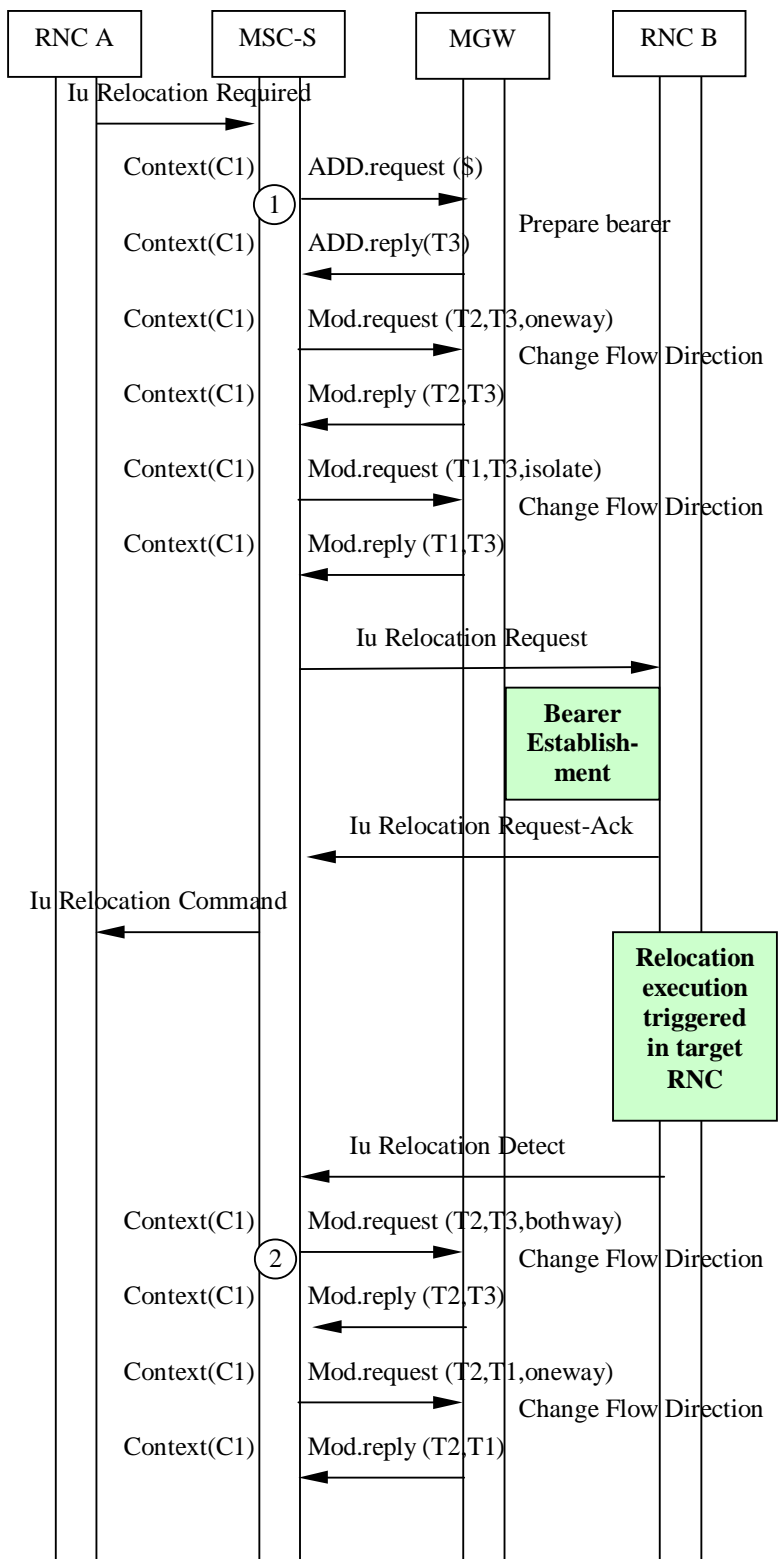 RNC A MSC-S MGW RNC B
Iu Relocation Required
Context(C1) ADD.request ($)
1
Prepare bearer
Context(C1) ADD.reply(T3)
Context(C1) Mod.request (T2,T3,oneway)
Change Flow Direction
Context(C1) Mod.reply (T2,T3)
Context(C1) Mod.request (T1,T3,isolate)
Change Flow Direction
Context(C1) Mod.reply (T1,T3)
Iu Relocation Request
Bearer
Establish-
ment
Iu Relocation Request-Ack
Iu Relocation Command
Relocation
execution
triggered
in target
RNC
Iu Relocation Detect
Context(C1) Mod.request (T2,T3,bothway)
2
Change Flow Direction
Context(C1) Mod.reply (T2,T3)
Context(C1) Mod.request (T2,T1,oneway)
Change Flow Direction
Context(C1) Mod.reply (T2,T1)